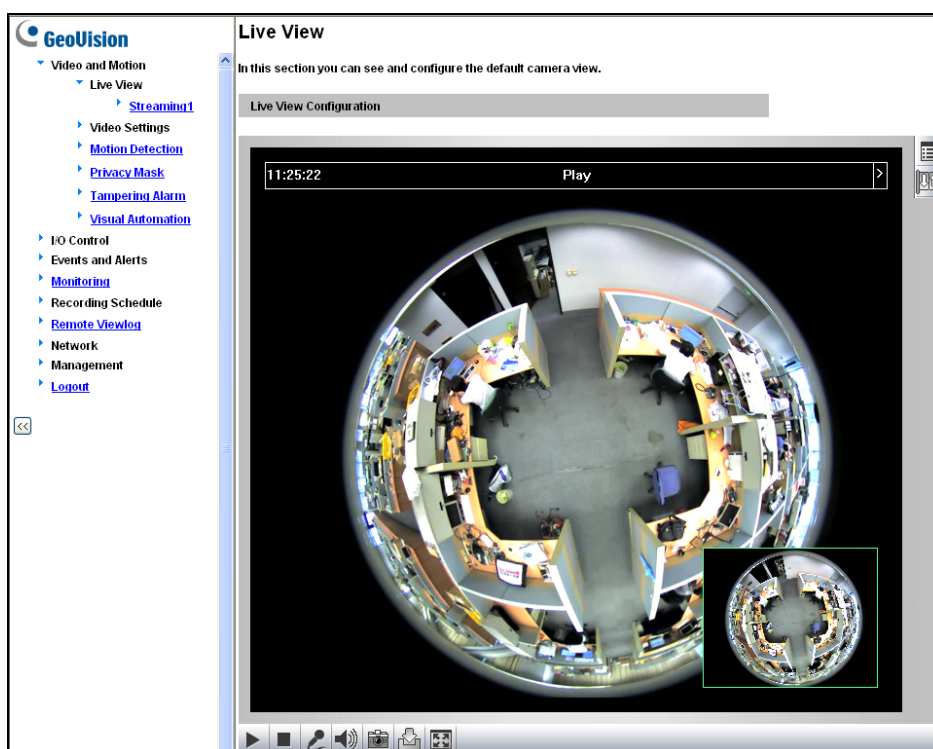 GeoVision
Video and Motion
Live View
Streaming1
Video Settings
Motion Detection
Privacy Mask
Tampering Alarm
Visual Automation
I/O Control
Events and Alerts
Monitoring
Recording Schedule
Remote Viewlog
Network
Management
Logout
<<
Live View
In this section you can see and configure the default camera view.
Live View Configuration
11:25:22 Play >